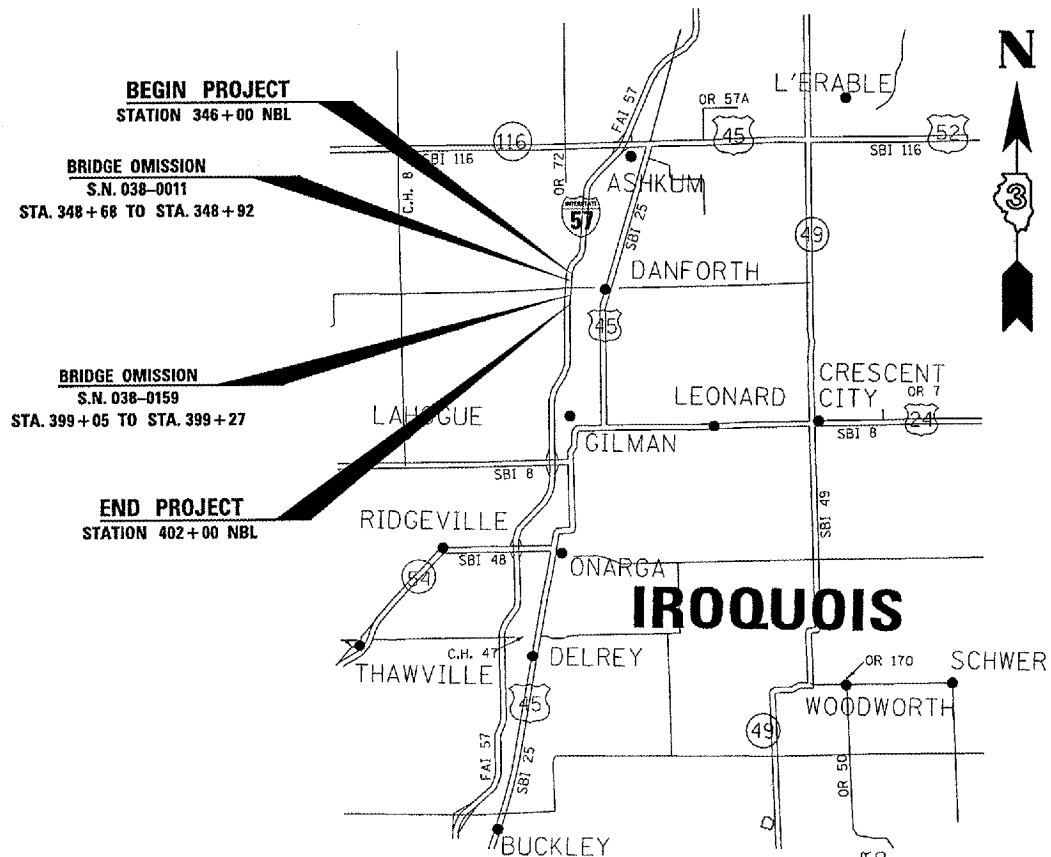 BEGIN PROJECT
STATION 346+00 NBL
BRIDGE OMISSION
S.N. 038-0011
STA. 348+68 TO STA. 348+92
BRIDGE OMISSION
S.N. 038-0159
STA. 399+05 TO STA. 399+27
END PROJECT
STATION 402+00 NBL
N
3
L'ERABLE
OR 57A
FAI 57
116
45
52
SBI 116
SBI 116
C.H. 8
OR 72
ASHKUM
INTERSTATE
57
SBI 25
49
DANFORTH
45
CRESCENT
CITY
OR 7
LEONARD
24
LAHOGUE
GILMAN
SBI 8
SBI 8
SBI 49
RIDGEVILLE
SBI 48
ONARGA
54
IROQUOIS
C.H. 47
DELREY
THAWVILLE
OR 170
SCHWER
WOODWORTH
45
49
FAI 57
SBI 25
OR 50
BUCKLEY